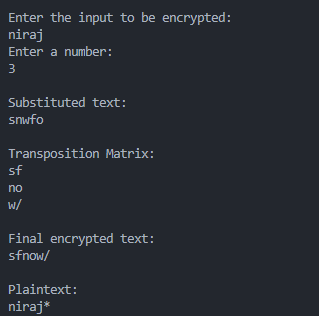 Enter the input to be encrypted:
niraj
Enter a number:
3
Substituted text:
snwfo
Transposition Matrix:
sf
no
w/
Final encrypted text:
sfnow/
Plaintext:
niraj*